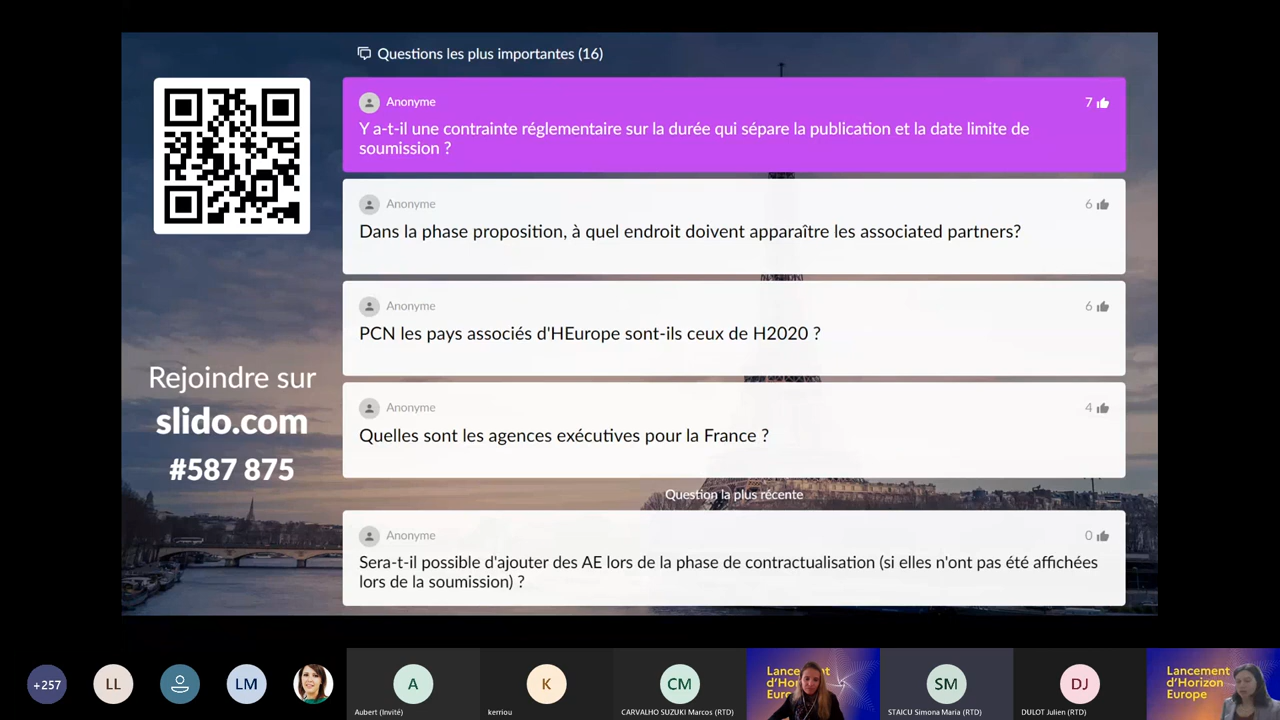 Questions les plus importantes (16)
Anonyme
7
Y a-t-il une contrainte réglementaire sur la durée qui sépare la publication et la date limite de
soumission ?
Anonyme
6
Dans la phase proposition, à quel endroit doivent apparaître les associated partners?
Anonyme
6
PCN les pays associés d'HEurope sont-ils ceux de H2020 ?
Anonyme
4
Quelles sont les agences exécutives pour la France ?
Question la plus récente
Anonyme
0
Sera-t-il possible d'ajouter des AE lors de la phase de contractualisation (si elles n'ont pas été affichées
lors de la soumission) ?
Rejoindre sur
slido.com
#587 875
+257
LL
LM
A
Aubert (Invité)
K
kerriou
CM
CARVALHO SUZUKI Marcos (RTD)
Lancement
d'Horizon
SM
STAICU Simona Maria (RTD)
DJ
DULOT Julien (RTD)
Lancement
d'Horizon
Europe